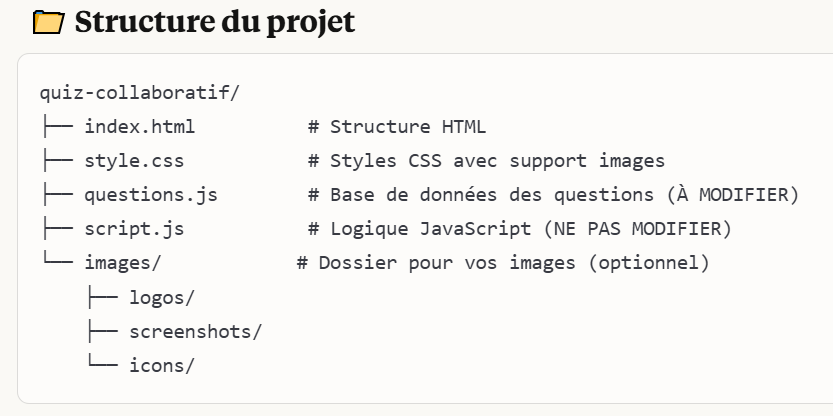 📁 Structure du projet
quiz-collaboratif/
├── index.html          # Structure HTML
├── style.css           # Styles CSS avec support images
├── questions.js        # Base de données des questions (À MODIFIER)
├── script.js           # Logique JavaScript (NE PAS MODIFIER)
└── images/            # Dossier pour vos images (optionnel)
    ├── logos/
    ├── screenshots/
    └── icons/